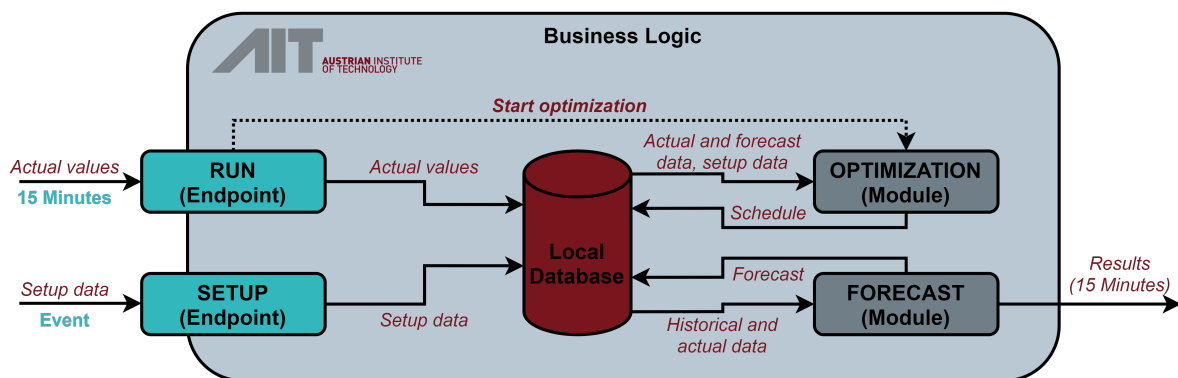 Business Logic
AIT
AUSTRIAN INSTITUTE
OF TECHNOLOGY
Start optimization
Actual values
15 Minutes
RUN
(Endpoint)
Actual values
Actual and forecast
data, setup data
OPTIMIZATION
(Module)
Schedule
Local
Database
Setup data
Event
SETUP
(Endpoint)
Setup data
Forecast
FORECAST
(Module)
Historical and
actual data
Results
(15 Minutes)